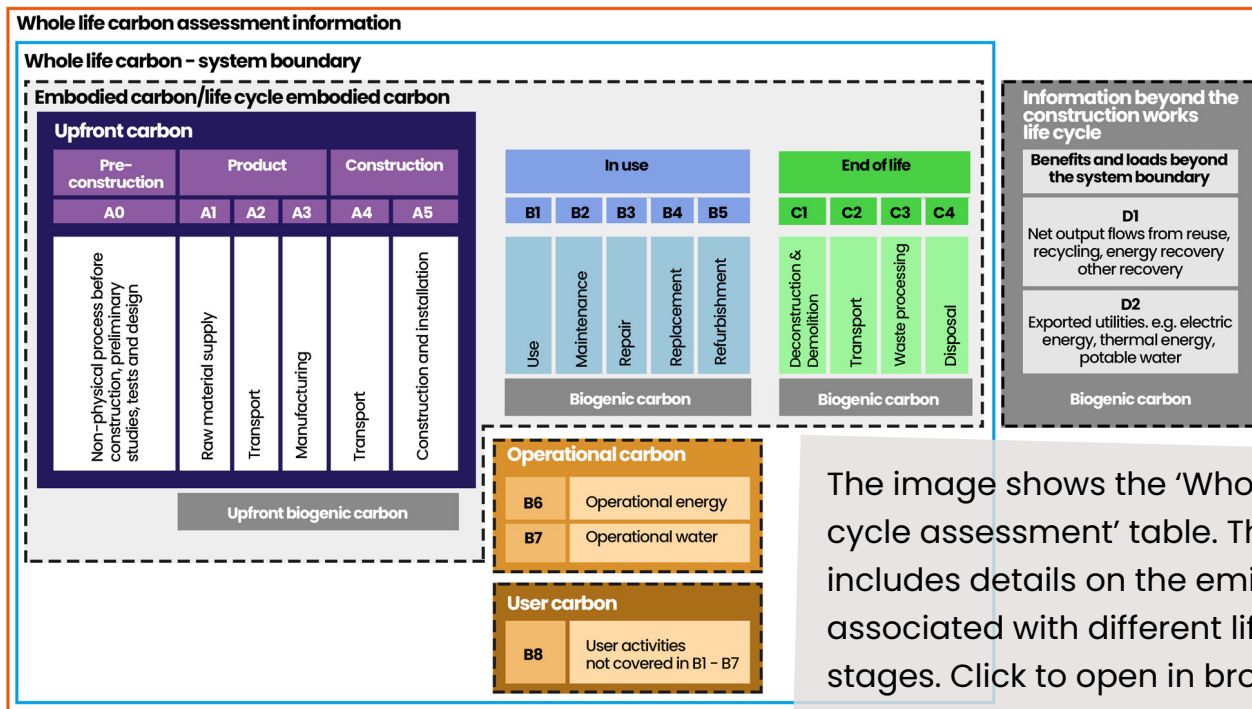 Whole life carbon assessment information
Whole life carbon – system boundary
Embodied carbon/life cycle embodied carbon
Upfront carbon
Pre-
construction
Product
Construction
A0
A1
A2
A3
A4
A5
Non-physical process before
construction, preliminary
studies, tests and design
Raw material supply
Transport
Manufacturing
Transport
Construction and installation
Upfront biogenic carbon
In use
B1
B2
B3
B4
B5
Use
Maintenance
Repair
Replacement
Refurbishment
Biogenic carbon
End of life
C1
C2
C3
C4
Deconstruction &
Demolition
Transport
Waste processing
Disposal
Biogenic carbon
Operational carbon
B6
Operational energy
B7
Operational water
User carbon
B8
User activities
not covered in B1 – B7
Information beyond the
construction works
life cycle
Benefits and loads beyond
the system boundary
D1
Net output flows from reuse,
recycling, energy recovery
other recovery
D2
Exported utilities. e.g. electric
energy, thermal energy,
potable water
Biogenic carbon
The image shows the ‘Who
cycle assessment’ table. Th
includes details on the emi
associated with different lif
stages. Click to open in bro